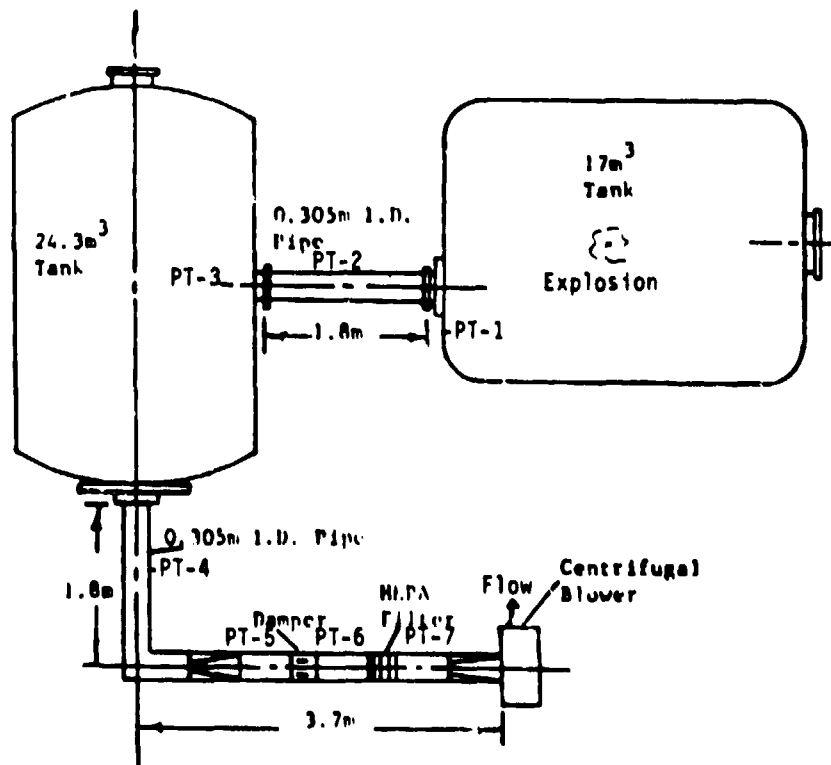 17m3
Tank
24.3m3
Tank
0.305m I.D.
Pipe
PT-2
PT-3
Explosion
1.8m
PT-1
0.305m I.D. Pipe
PT-4
1.8m
Flow
Centrifugal
Blower
HEPA
Filter
Damper
PT-5
PT-6
PT-7
3.7m